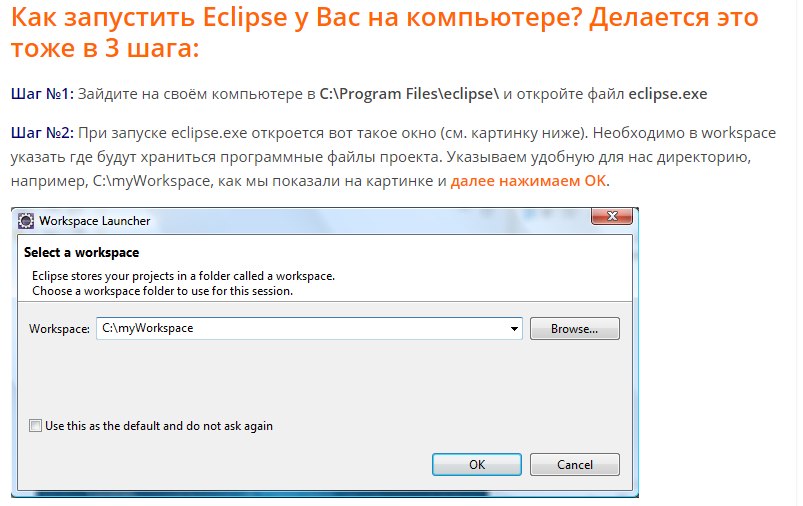 Как запустить Eclipse у Вас на компьютере? Делается это
тоже в 3 шага:
Шаг №1: Зайдите на своём компьютере в C:\Program Files\eclipse\ и откройте файл eclipse.exe
Шаг №2: При запуске eclipse.exe откроется вот такое окно (см. картинку ниже). Необходимо в workspace
указать где будут храниться программные файлы проекта. Указываем удобную для нас директорию,
например, C:\myWorkspace, как мы показали на картинке и далее нажимаем ОК.
Workspace Launcher
Select a workspace
Eclipse stores your projects in a folder called a workspace.
Choose a workspace folder to use for this session.
Workspace: C:\myWorkspace Browse...
Use this as the default and do not ask again
OK Cancel